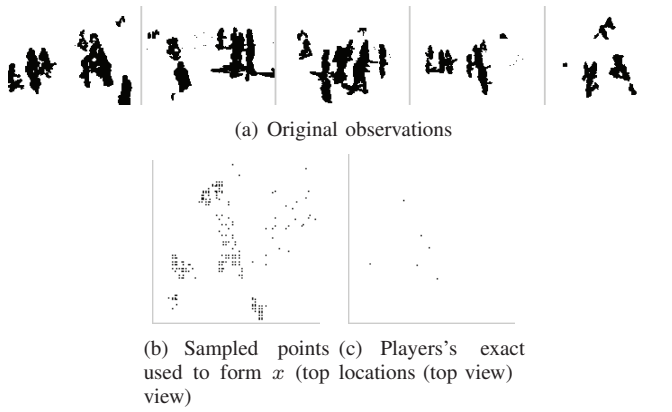 (a) Original observations
(b) Sampled points
used to form x (top
view)
(c) Players's exact
locations (top view)